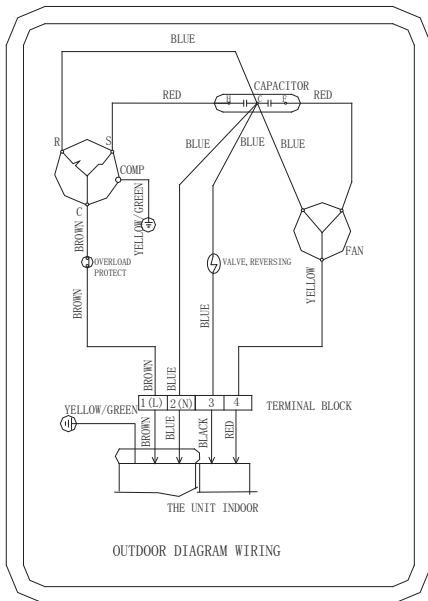 BLUE
CAPACITOR
RED
H
C
F
RED
BLUE
BLUE
BLUE
R
S
COMP
C
YELLOW/GREEN
BROWN
OVERLOAD
PROTECT
VALVE, REVERSING
FAN
YELLOW
BROWN
BLUE
BROWN
BLUE
1(L)
2(N)
3
4
TERMINAL BLOCK
YELLOW/GREEN
BROWN
BLUE
BLACK
RED
THE UNIT INDOOR
OUTDOOR DIAGRAM WIRING